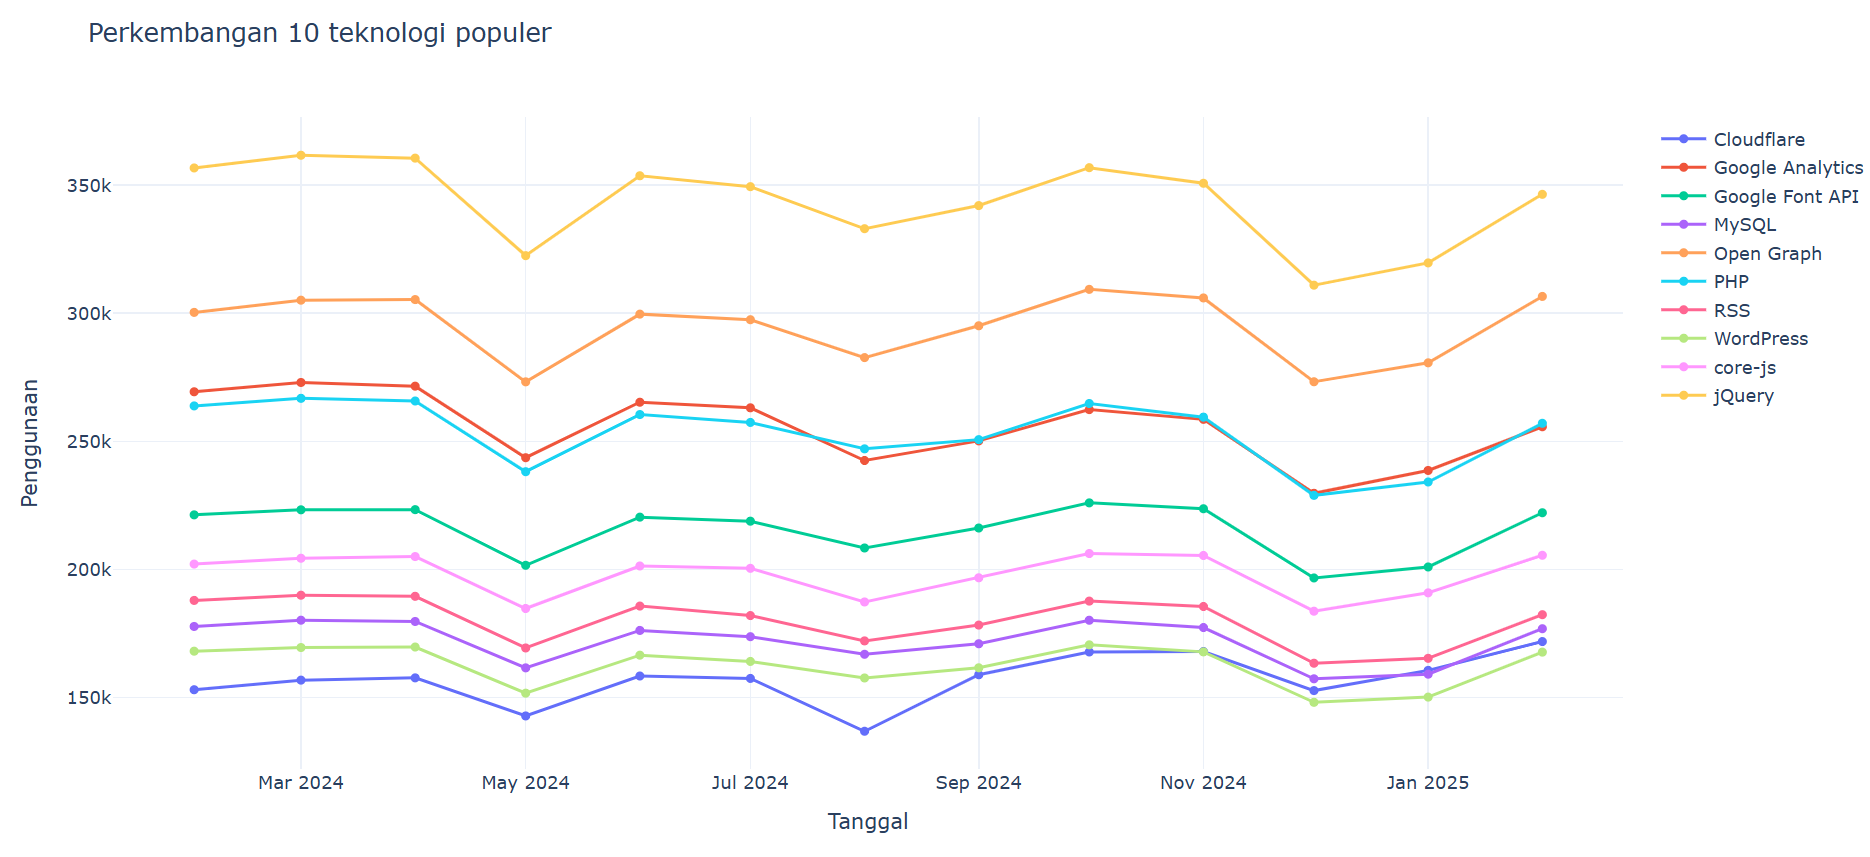 Perkembangan 10 teknologi populer
Penggunaan
350k
300k
250k
200k
150k
Mar 2024
May 2024
Jul 2024
Sep 2024
Nov 2024
Jan 2025
Tanggal
Cloudflare
Google Analytics
Google Font API
MySQL
Open Graph
PHP
RSS
WordPress
core-js
jQuery